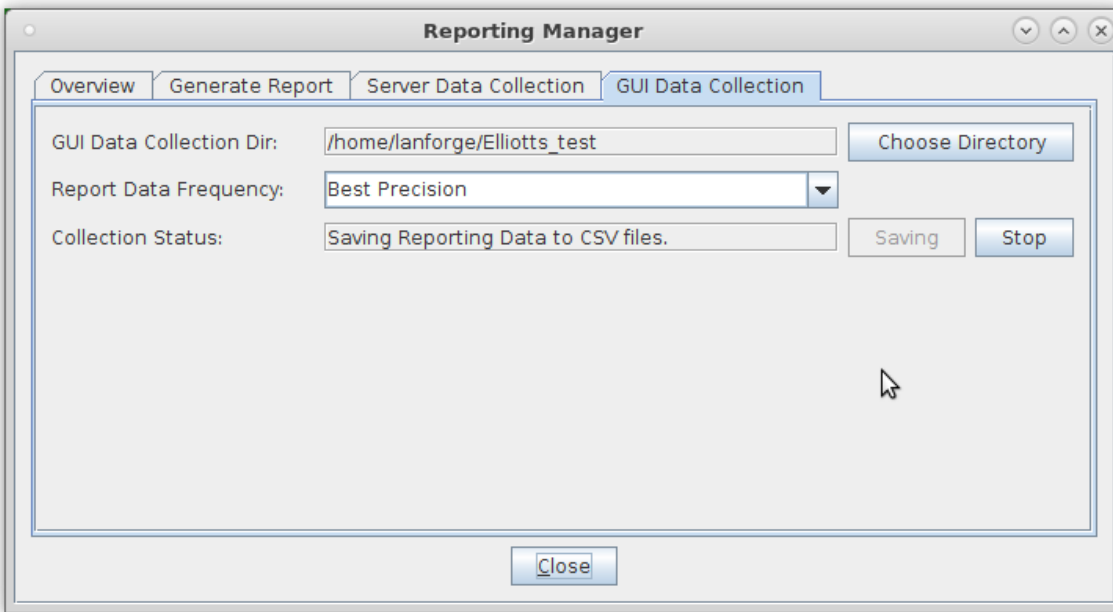 Reporting Manager
Overview Generate Report Server Data Collection GUI Data Collection
GUI Data Collection Dir: /home/lanforge/Elliotts_test Choose Directory
Report Data Frequency: Best Precision
Collection Status: Saving Reporting Data to CSV files. Saving Stop
Close